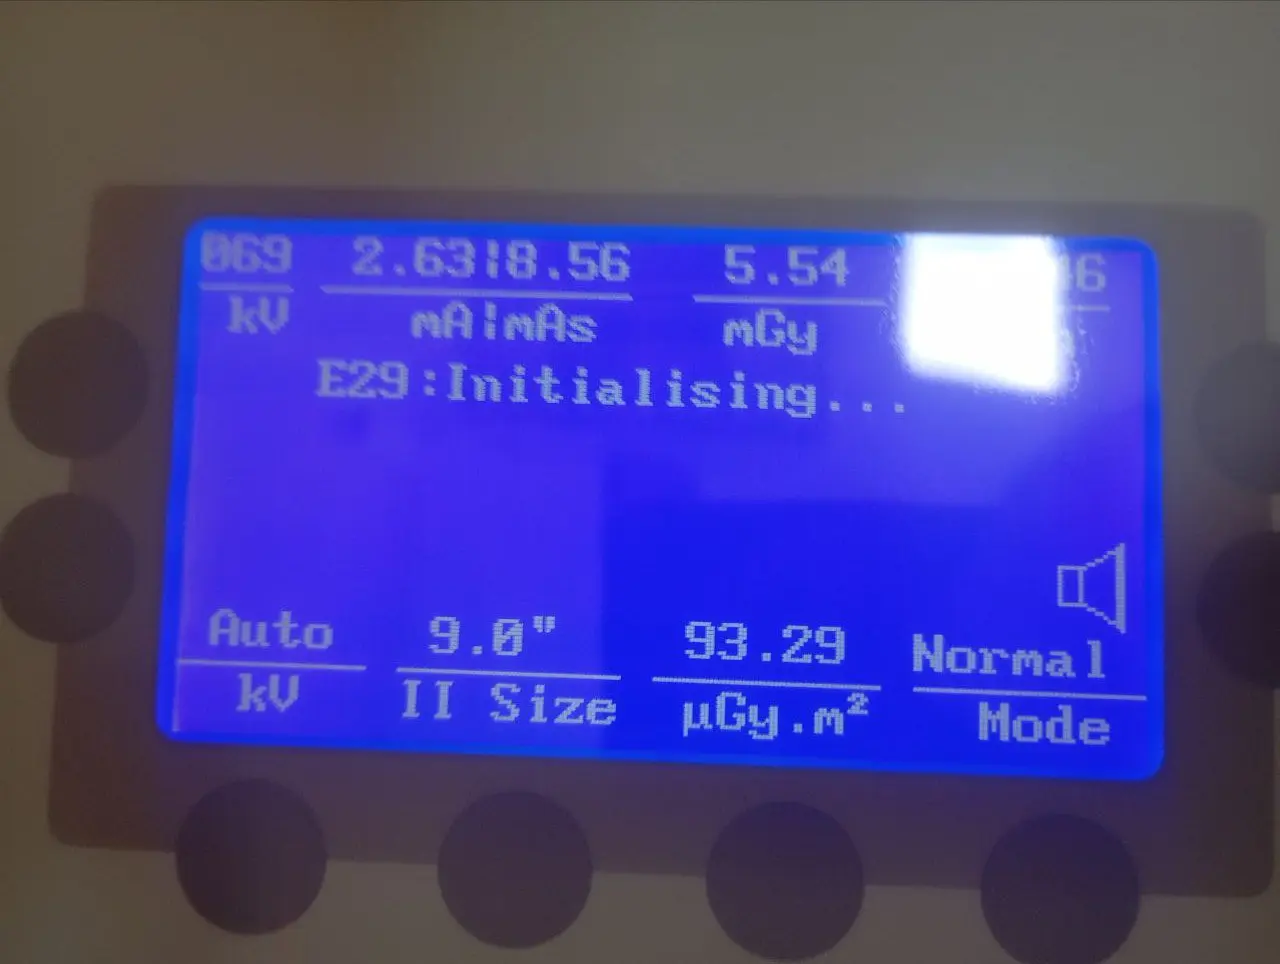 069 2.63|8.56 5.54
kV mA|mAs mGy
E29:Initialising...
Auto 9.0" 93.29 Normal
kV II Size µGy.m² Mode